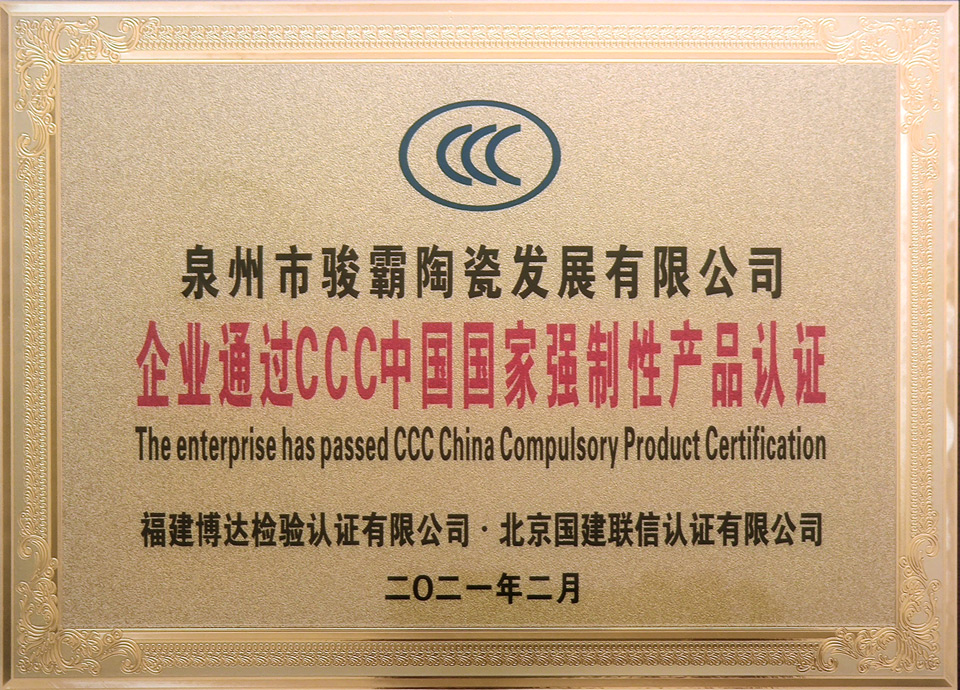 CCC
泉州市骏霸陶瓷发展有限公司
企业通过CCC中国国家强制性产品认证
The enterprise has passed CCC China Compulsory Product Certification
福建博达检验认证有限公司·北京国建联信认证有限公司
二〇二一年二月